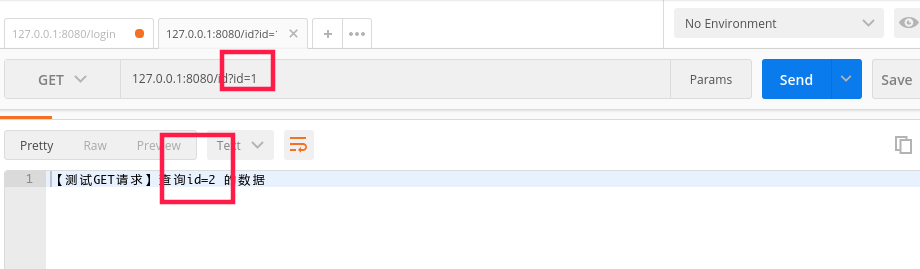 127.0.0.1:8080/login
127.0.0.1:8080/id?id=1
No Environment
GET
127.0.0.1:8080/id?id=1
Params
Send
Save
Pretty
Raw
Preview
Text
1
【测试GET请求】查询id=2 的数据